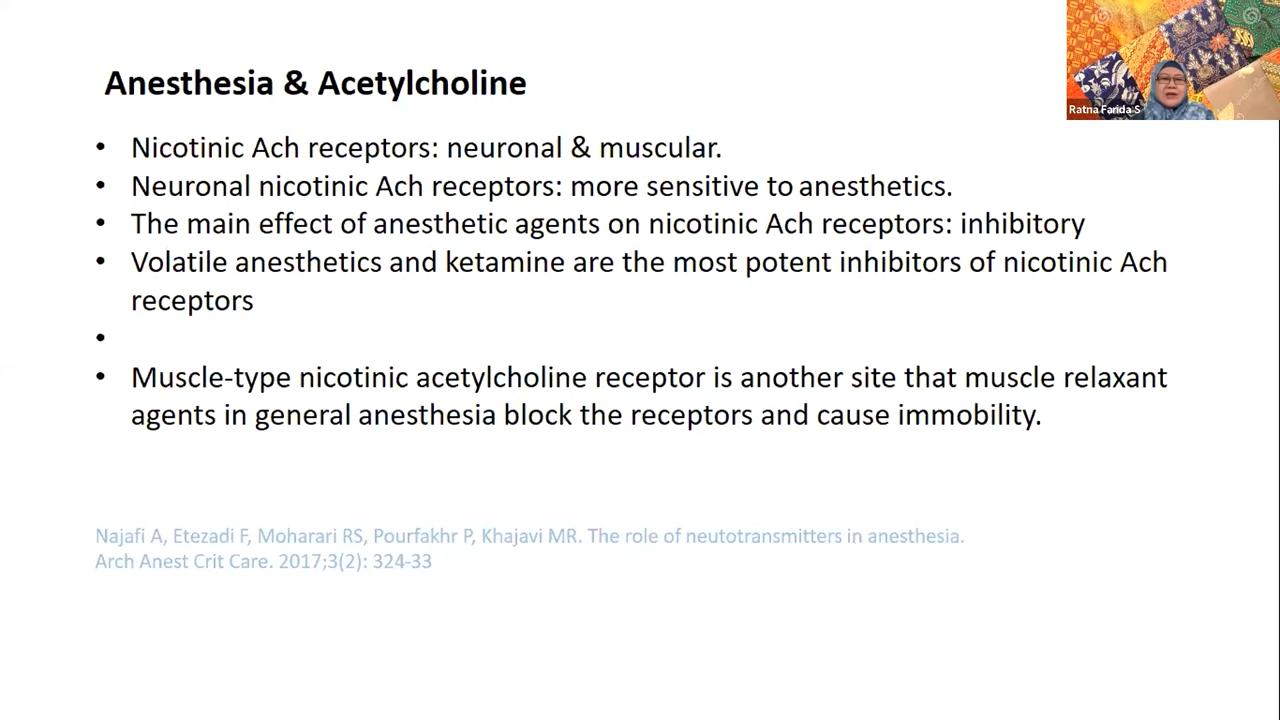 Anesthesia & Acetylcholine
• Nicotinic Ach receptors: neuronal & muscular.
• Neuronal nicotinic Ach receptors: more sensitive to anesthetics.
• The main effect of anesthetic agents on nicotinic Ach receptors: inhibitory
• Volatile anesthetics and ketamine are the most potent inhibitors of nicotinic Ach
receptors
•
• Muscle-type nicotinic acetylcholine receptor is another site that muscle relaxant
agents in general anesthesia block the receptors and cause immobility.
Najafi A, Etezadi F, Moharari RS, Pourfakhr P, Khajavi MR. The role of neutotransmitters in anesthesia.
Arch Anest Crit Care. 2017;3(2): 324-33
Ratna Farida S